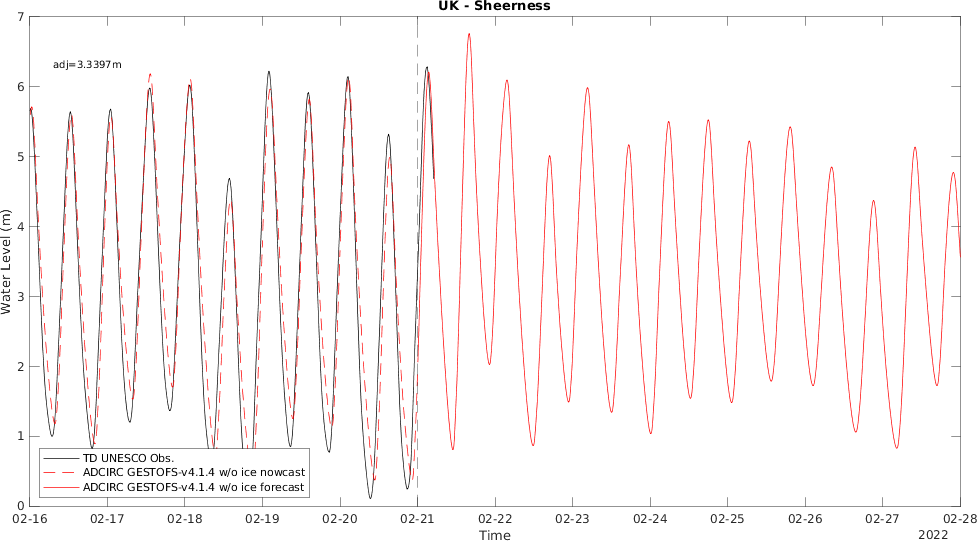 UK - Sheerness
adj=3.3397m
7
6
5
4
3
2
1
0
Water Level (m)
TD UNESCO Obs.
ADCIRC GESTOFS-v4.1.4 w/o ice nowcast
ADCIRC GESTOFS-v4.1.4 w/o ice forecast
02-16 02-17 02-18 02-19 02-20 02-21 02-22 02-23 02-24 02-25 02-26 02-27 02-28
Time
2022